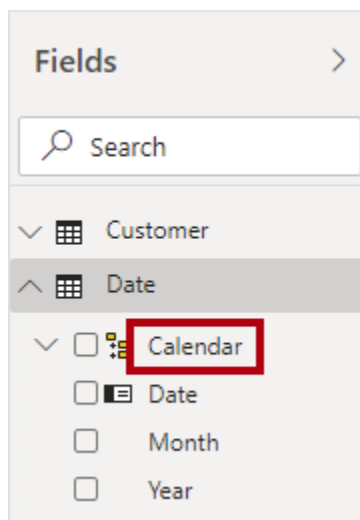 Fields
Search
Customer
Date
Calendar
Date
Month
Year